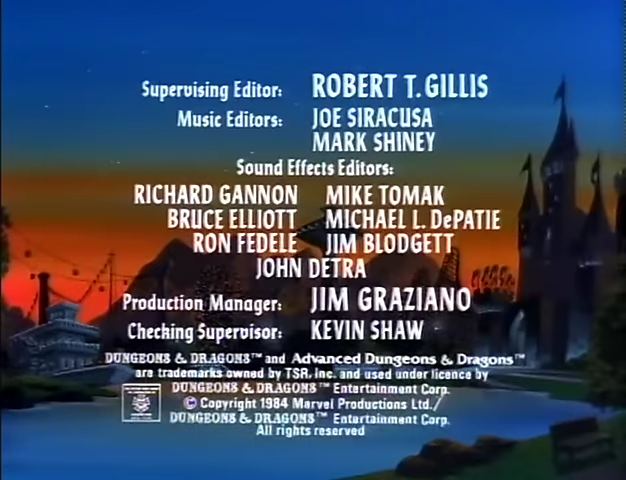 Supervising Editor: ROBERT T. GILLIS
Music Editors: JOE SIRACUSA
MARK SHINEY
Sound Effects Editors:
RICHARD GANNON MIKE TOMAK
BRUCE ELLIOTT MICHAEL L. DePATIE
RON FEDELE JIM BLODGETT
JOHN DETRA
Production Manager: JIM GRAZIANO
Checking Supervisor: KEVIN SHAW
DUNGEONS & DRAGONS™ and Advanced Dungeons & Dragons™
are trademarks owned by TSR, Inc. and used under licence by
DUNGEONS & DRAGONS™ Entertainment Corp.
© Copyright 1984 Marvel Productions Ltd./
DUNGEONS & DRAGONS™ Entertainment Corp.
All rights reserved